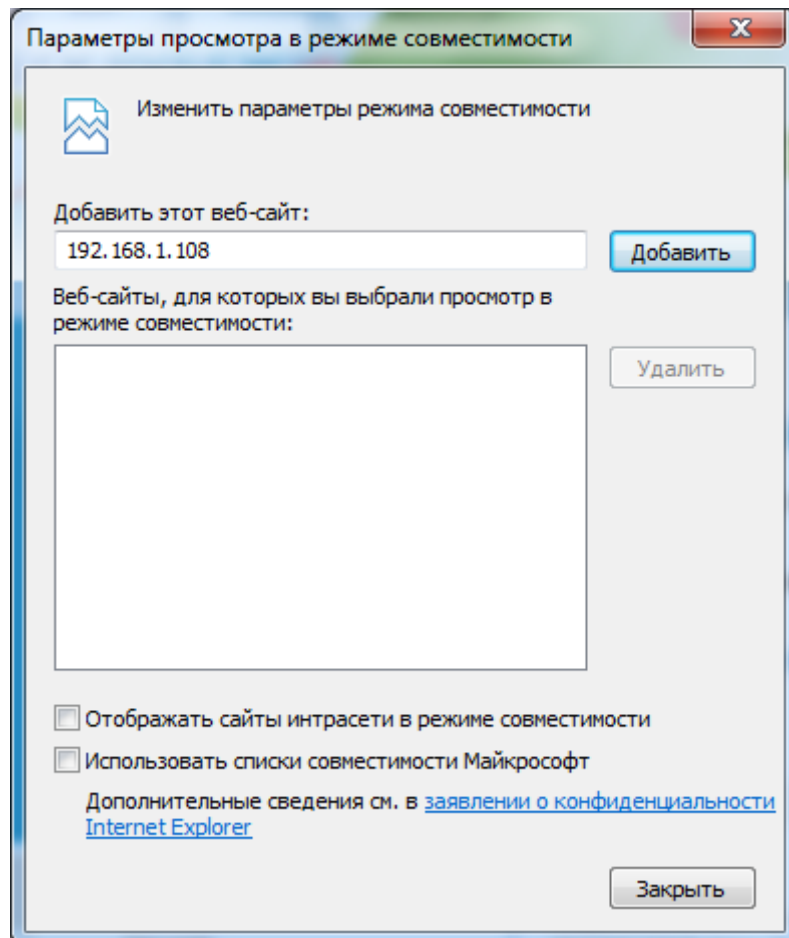 Параметры просмотра в режиме совместимости
Изменить параметры режима совместимости
Добавить этот веб-сайт:
192.168.1.108
Добавить
Веб-сайты, для которых вы выбрали просмотр в
режиме совместимости:
Удалить
Отображать сайты интрасети в режиме совместимости
Использовать списки совместимости Майкрософт
Дополнительные сведения см. в заявлении о конфиденциальности
Internet Explorer
Закрыть